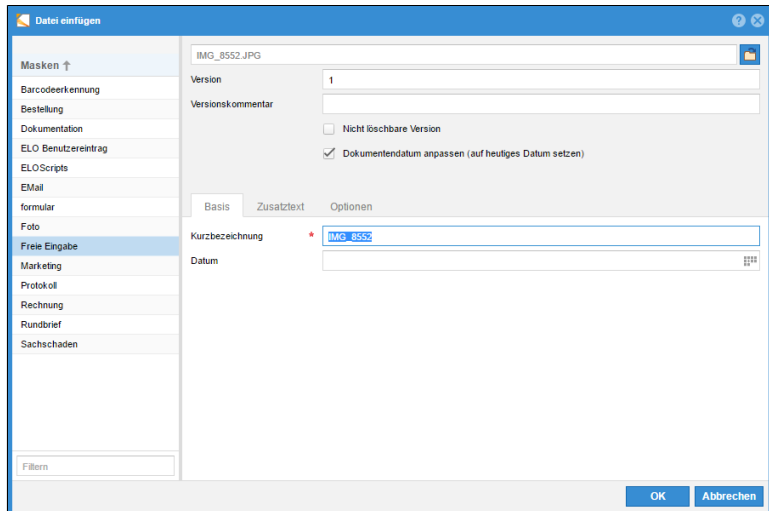 Datei einfügen
Masken
Barcodeerkennung
Bestellung
Dokumentation
ELO Benutzereintrag
ELOScripts
EMail
formular
Foto
Freie Eingabe
Marketing
Protokoll
Rechnung
Rundbrief
Sachschaden
Filtern
IMG_8552.JPG
Version 1
Versionskommentar
Nicht löschbare Version
Dokumentendatum anpassen (auf heutiges Datum setzen)
Basis Zusatztext Optionen
Kurzbezeichnung * IMG_8552
Datum
OK Abbrechen